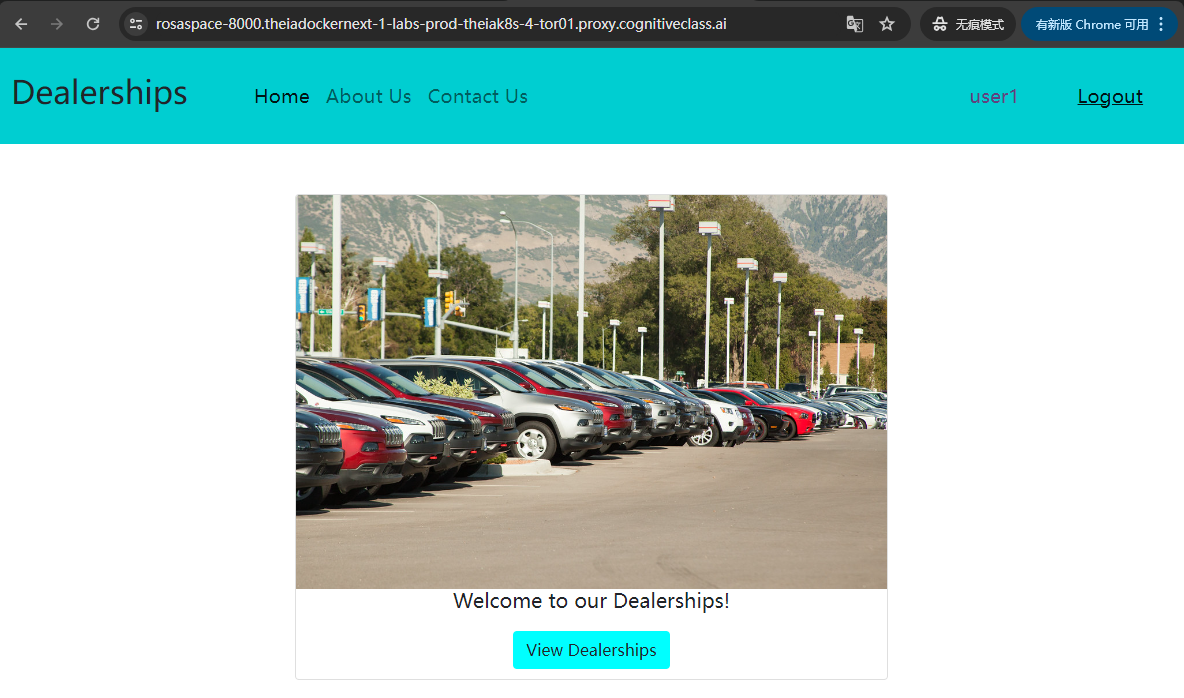 rosaspace-8000.theiadockernext-1-labs-prod-theiak8s-4-tor01.proxy.cognitiveclass.ai
无痕模式
有新版 Chrome 可用
Dealerships
Home
About Us
Contact Us
user1
Logout
Welcome to our Dealerships!
View Dealerships